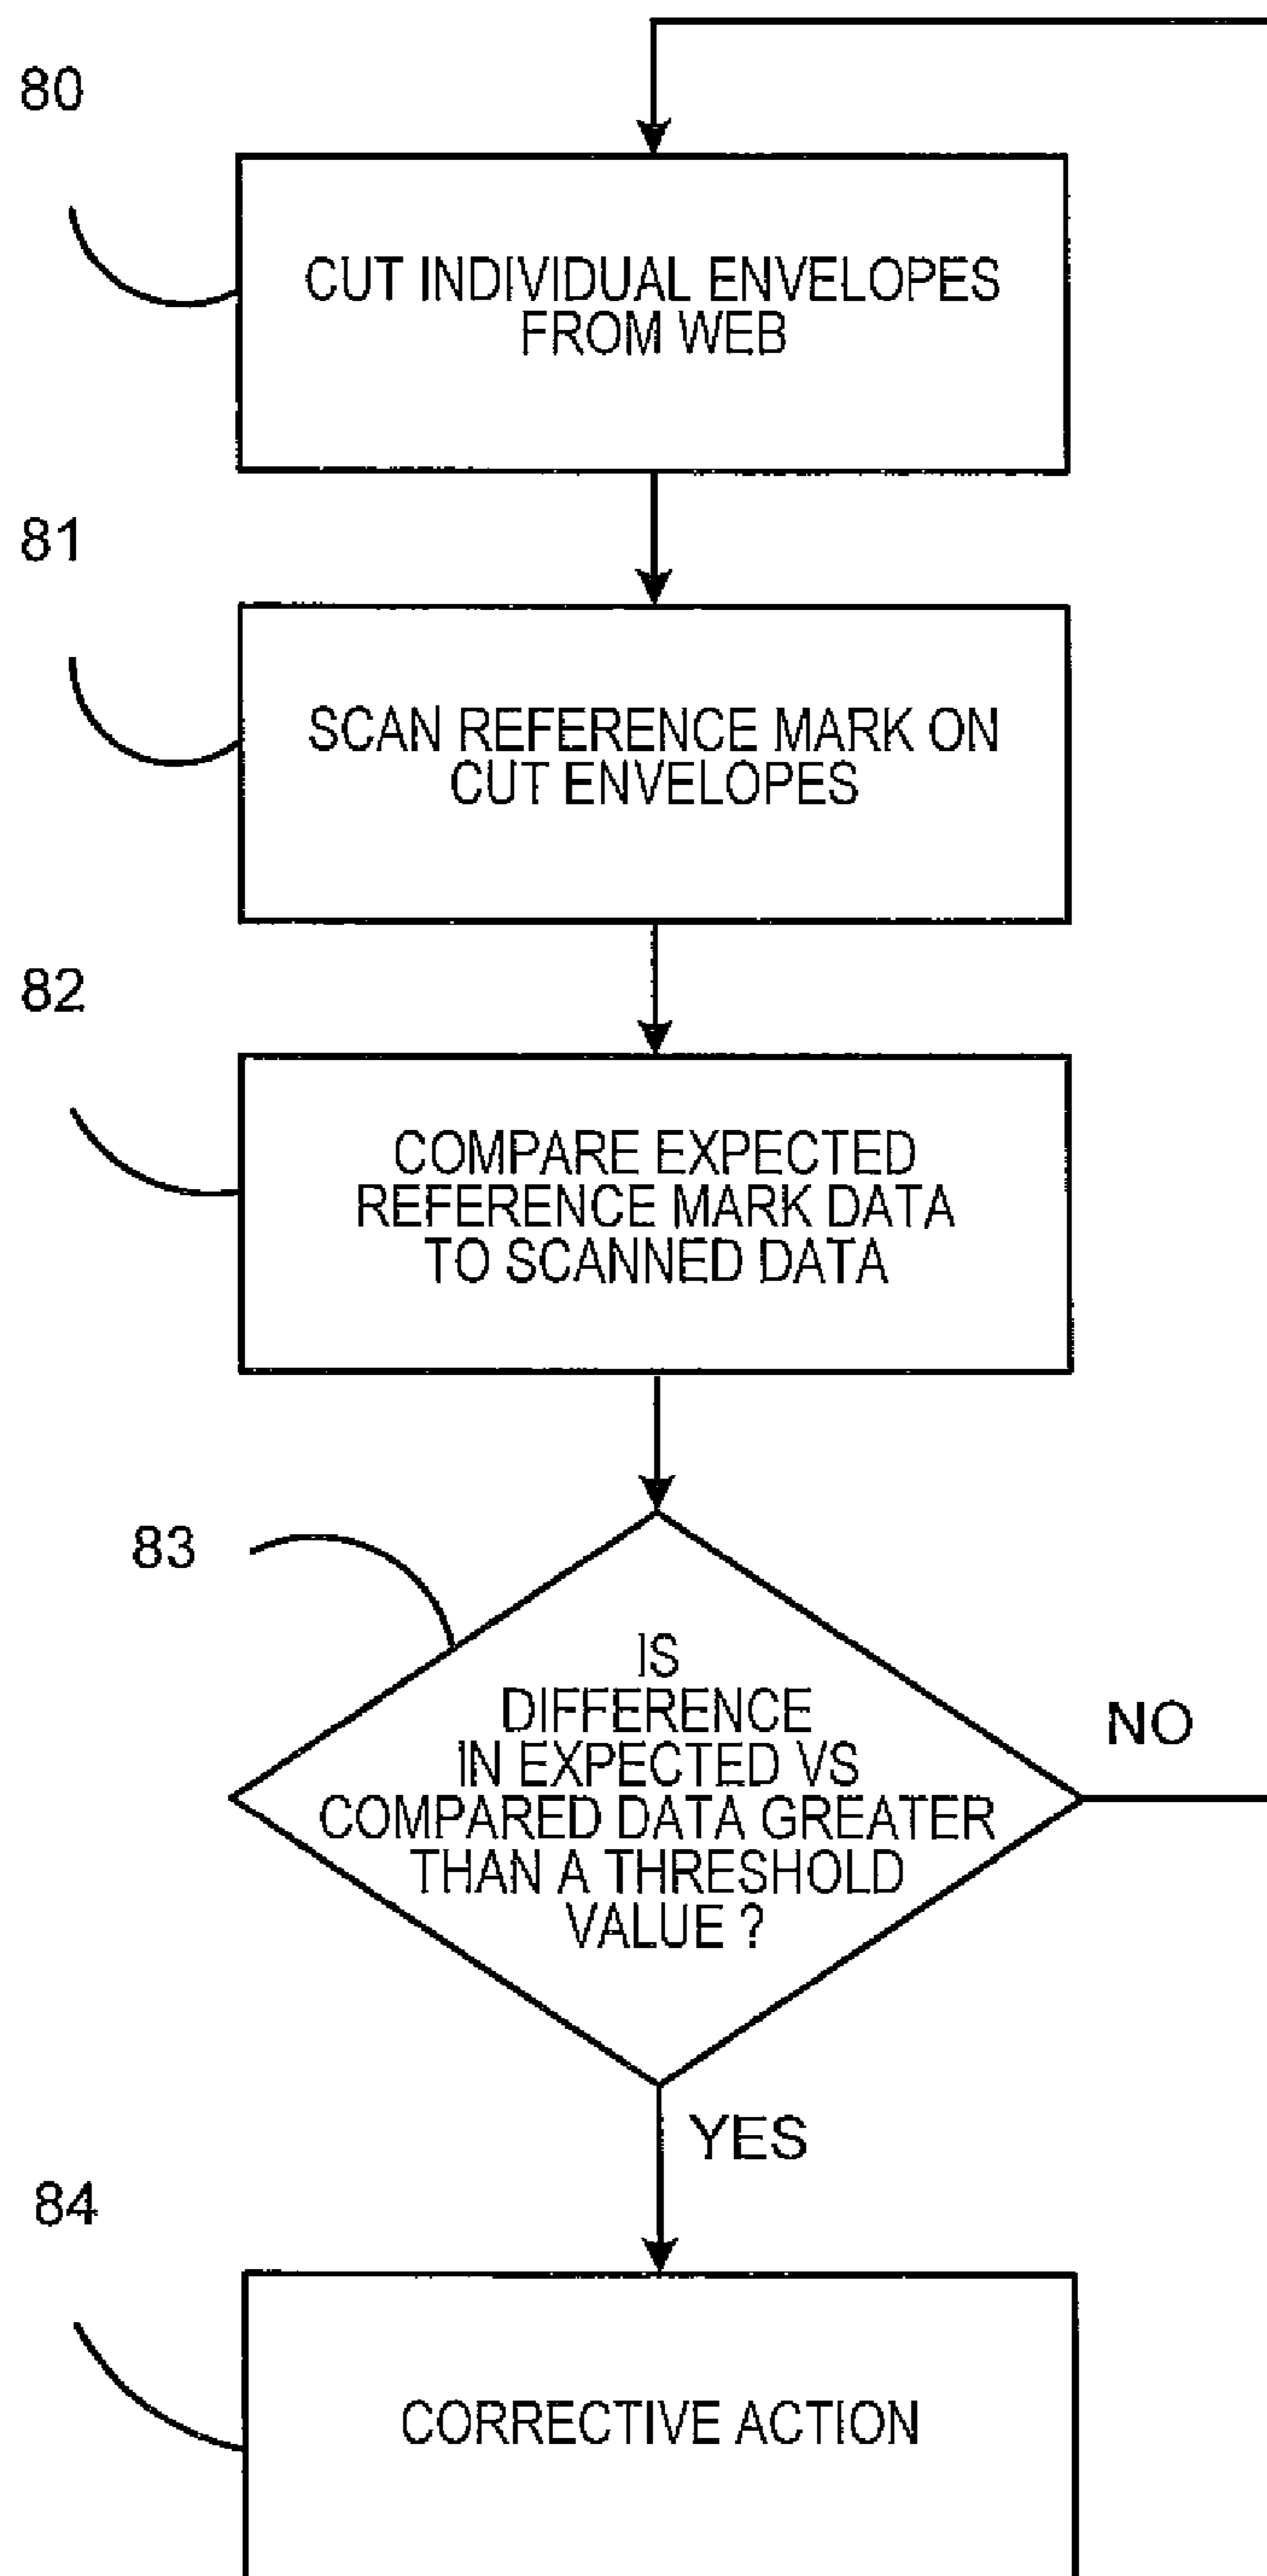 80
CUT INDIVIDUAL ENVELOPES
FROM WEB
81
SCAN REFERENCE MARK ON
CUT ENVELOPES
82
COMPARE EXPECTED
REFERENCE MARK DATA
TO SCANNED DATA
83
IS
DIFFERENCE
IN EXPECTED VS
COMPARED DATA GREATER
THAN A THRESHOLD
VALUE ?
NO
YES
84
CORRECTIVE ACTION